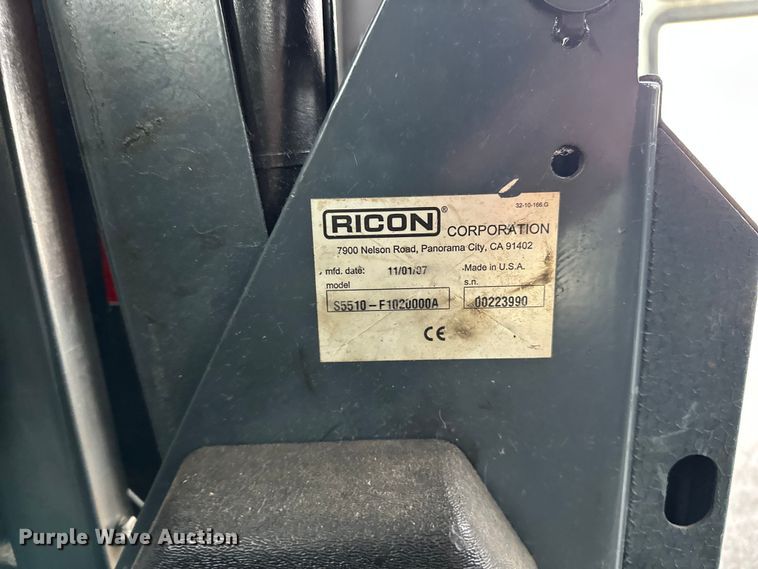 32-10-166.G
RICON® CORPORATION
7900 Nelson Road, Panorama City, CA 91402
mfd. date: 11/01/07 Made in U.S.A.
model s.n.
S5510-F1020000A 00223990
CE
Purple Wave Auction